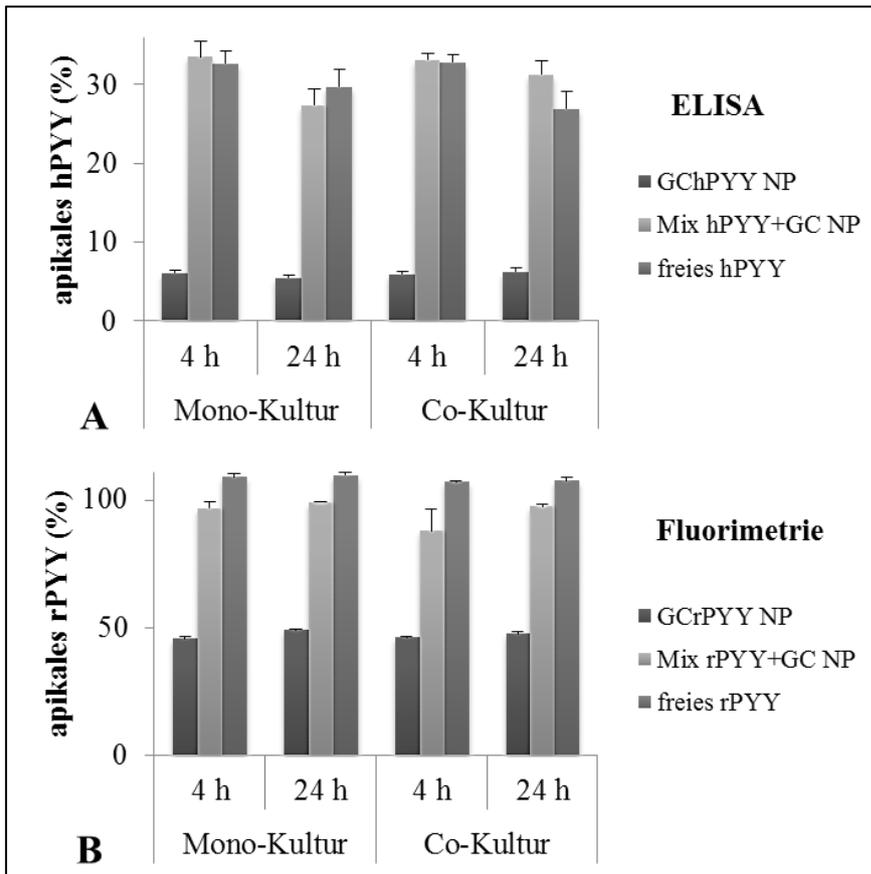 apikales hPYY (%)
30
20
10
0
4 h 24 h 4 h 24 h
Mono-Kultur Co-Kultur
A
ELISA
GChPYY NP
Mix hPYY+GC NP
freies hPYY
apikales rPYY (%)
100
50
0
4 h 24 h 4 h 24 h
Mono-Kultur Co-Kultur
B
Fluorimetrie
GCrPYY NP
Mix rPYY+GC NP
freies rPYY